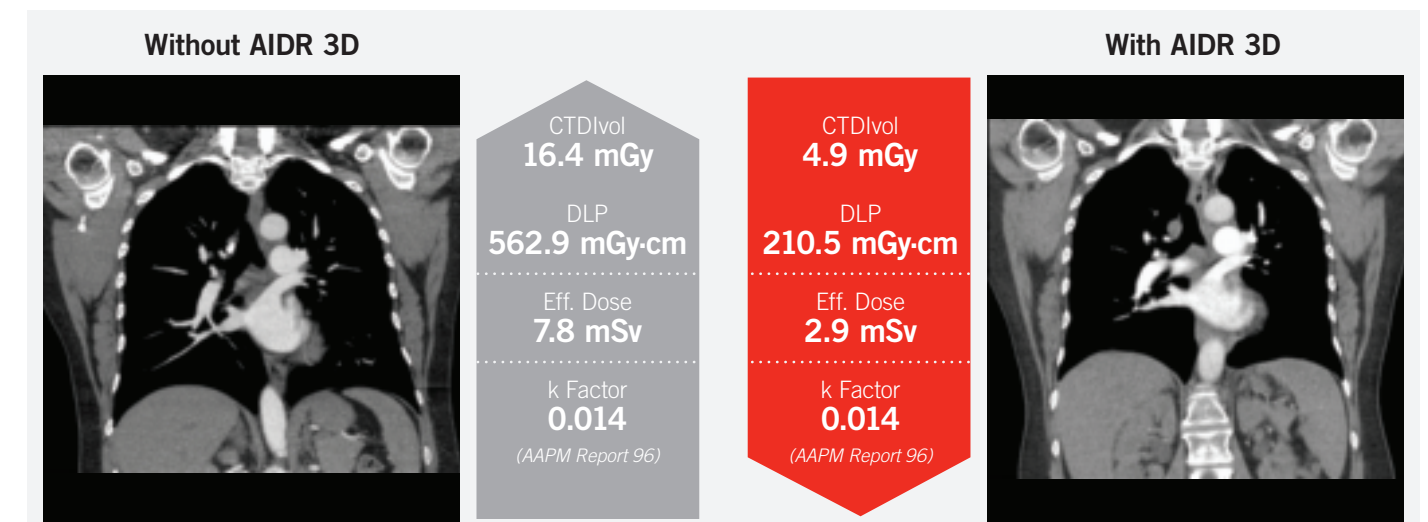 Without AIDR 3D
CTDIvol
16.4 mGy
DLP
562.9 mGy·cm
Eff. Dose
7.8 mSv
k Factor
0.014
(AAPM Report 96)
CTDIvol
4.9 mGy
DLP
210.5 mGy·cm
Eff. Dose
2.9 mSv
k Factor
0.014
(AAPM Report 96)
With AIDR 3D